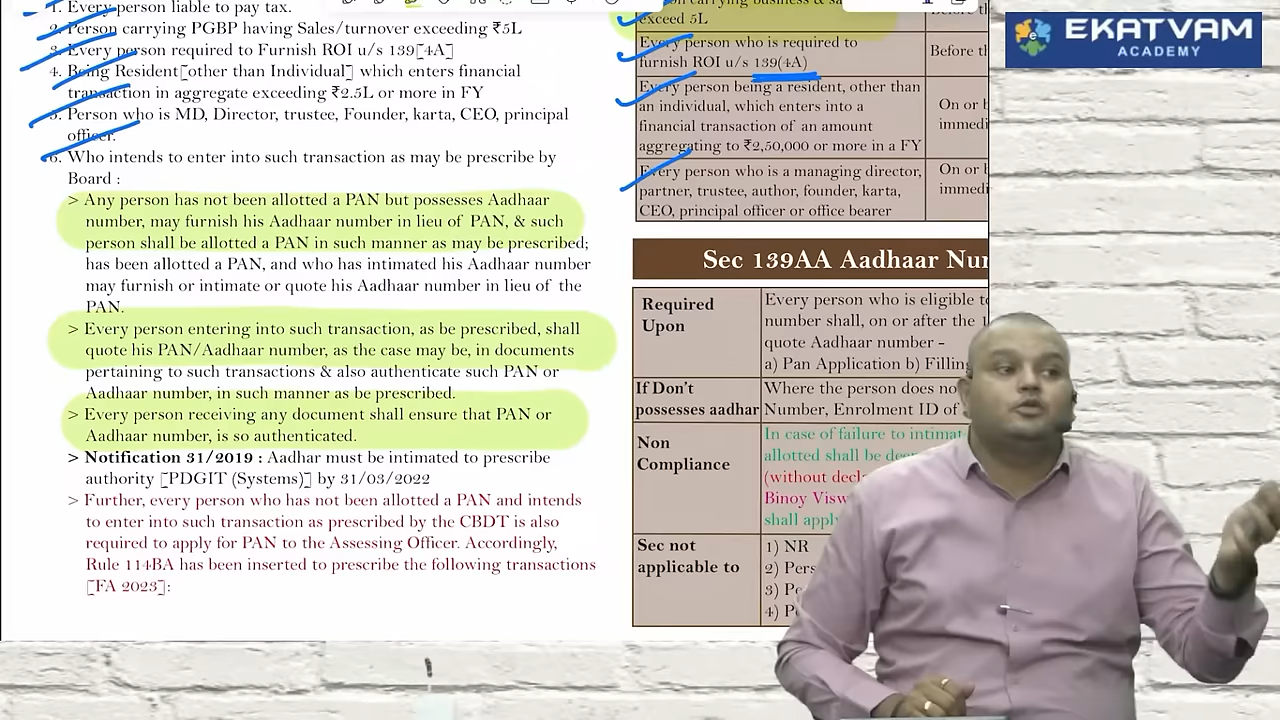 1. Every person liable to pay tax.
2. Person carrying PGBP having Sales/turnover exceeding ₹5L
3. Every person required to Furnish ROI u/s 139[4A]
4. Being Resident[other than Individual] which enters financial
transaction in aggregate exceeding ₹2.5L or more in FY
5. Person who is MD, Director, trustee, Founder, karta, CEO, principal
officer.
6. Who intends to enter into such transaction as may be prescribe by
Board :
> Any person has not been allotted a PAN but possesses Aadhaar
number, may furnish his Aadhaar number in lieu of PAN, & such
person shall be allotted a PAN in such manner as may be prescribed;
has been allotted a PAN, and who has intimated his Aadhaar number
may furnish or intimate or quote his Aadhaar number in lieu of the
PAN.
> Every person entering into such transaction, as be prescribed, shall
quote his PAN/Aadhaar number, as the case may be, in documents
pertaining to such transactions & also authenticate such PAN or
Aadhaar number, in such manner as be prescribed.
> Every person receiving any document shall ensure that PAN or
Aadhaar number, is so authenticated.
> Notification 31/2019 : Aadhar must be intimated to prescribe
authority [PDGIT (Systems)] by 31/03/2022
> Further, every person who has not been allotted a PAN and intends
to enter into such transaction as prescribed by the CBDT is also
required to apply for PAN to the Assessing Officer. Accordingly,
Rule 114BA has been inserted to prescribe the following transactions
[FA 2023]:
carrying business &
exceed 5L
Every person who is required to
furnish ROI u/s 139(4A)
Before th
Every person being a resident, other than
an individual, which enters into a
financial transaction of an amount
aggregating to ₹2,50,000 or more in a FY
On or b
immedi
Every person who is a managing director,
partner, trustee, author, founder, karta,
CEO, principal officer or office bearer
On or b
immedi
Sec 139AA Aadhaar Nu
Required
Upon
Every person who is eligible to
number shall, on or after the 1
quote Aadhaar number -
a) Pan Application b) Filling
If Don't
possesses aadhar
Where the person does no
Number, Enrolment ID of
Non
Compliance
In case of failure to intimat
allotted shall be dee
(without decl
Binoy Visw
shall apply
Sec not
applicable to
1) NR
2) Pers
3) Pe
4) P
EKATVAM
ACADEMY